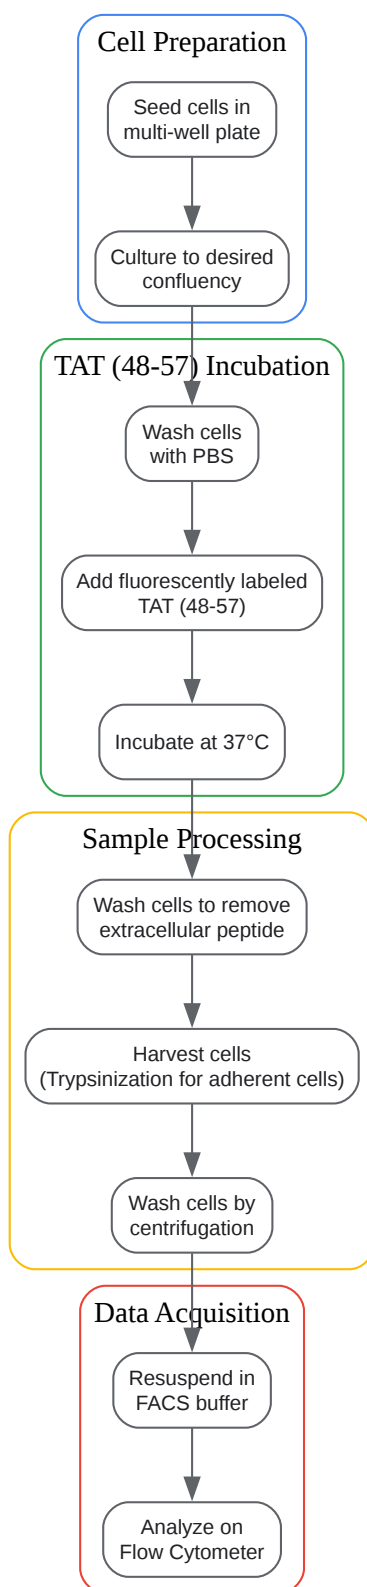 Cell Preparation
Seed cells in
multi-well plate
Culture to desired
confluency
TAT (48-57) Incubation
Wash cells
with PBS
Add fluorescently labeled
TAT (48-57)
Incubate at 37°C
Sample Processing
Wash cells to remove
extracellular peptide
Harvest cells
(Trypsinization for adherent cells)
Wash cells by
centrifugation
Data Acquisition
Resuspend in
FACS buffer
Analyze on
Flow Cytometer